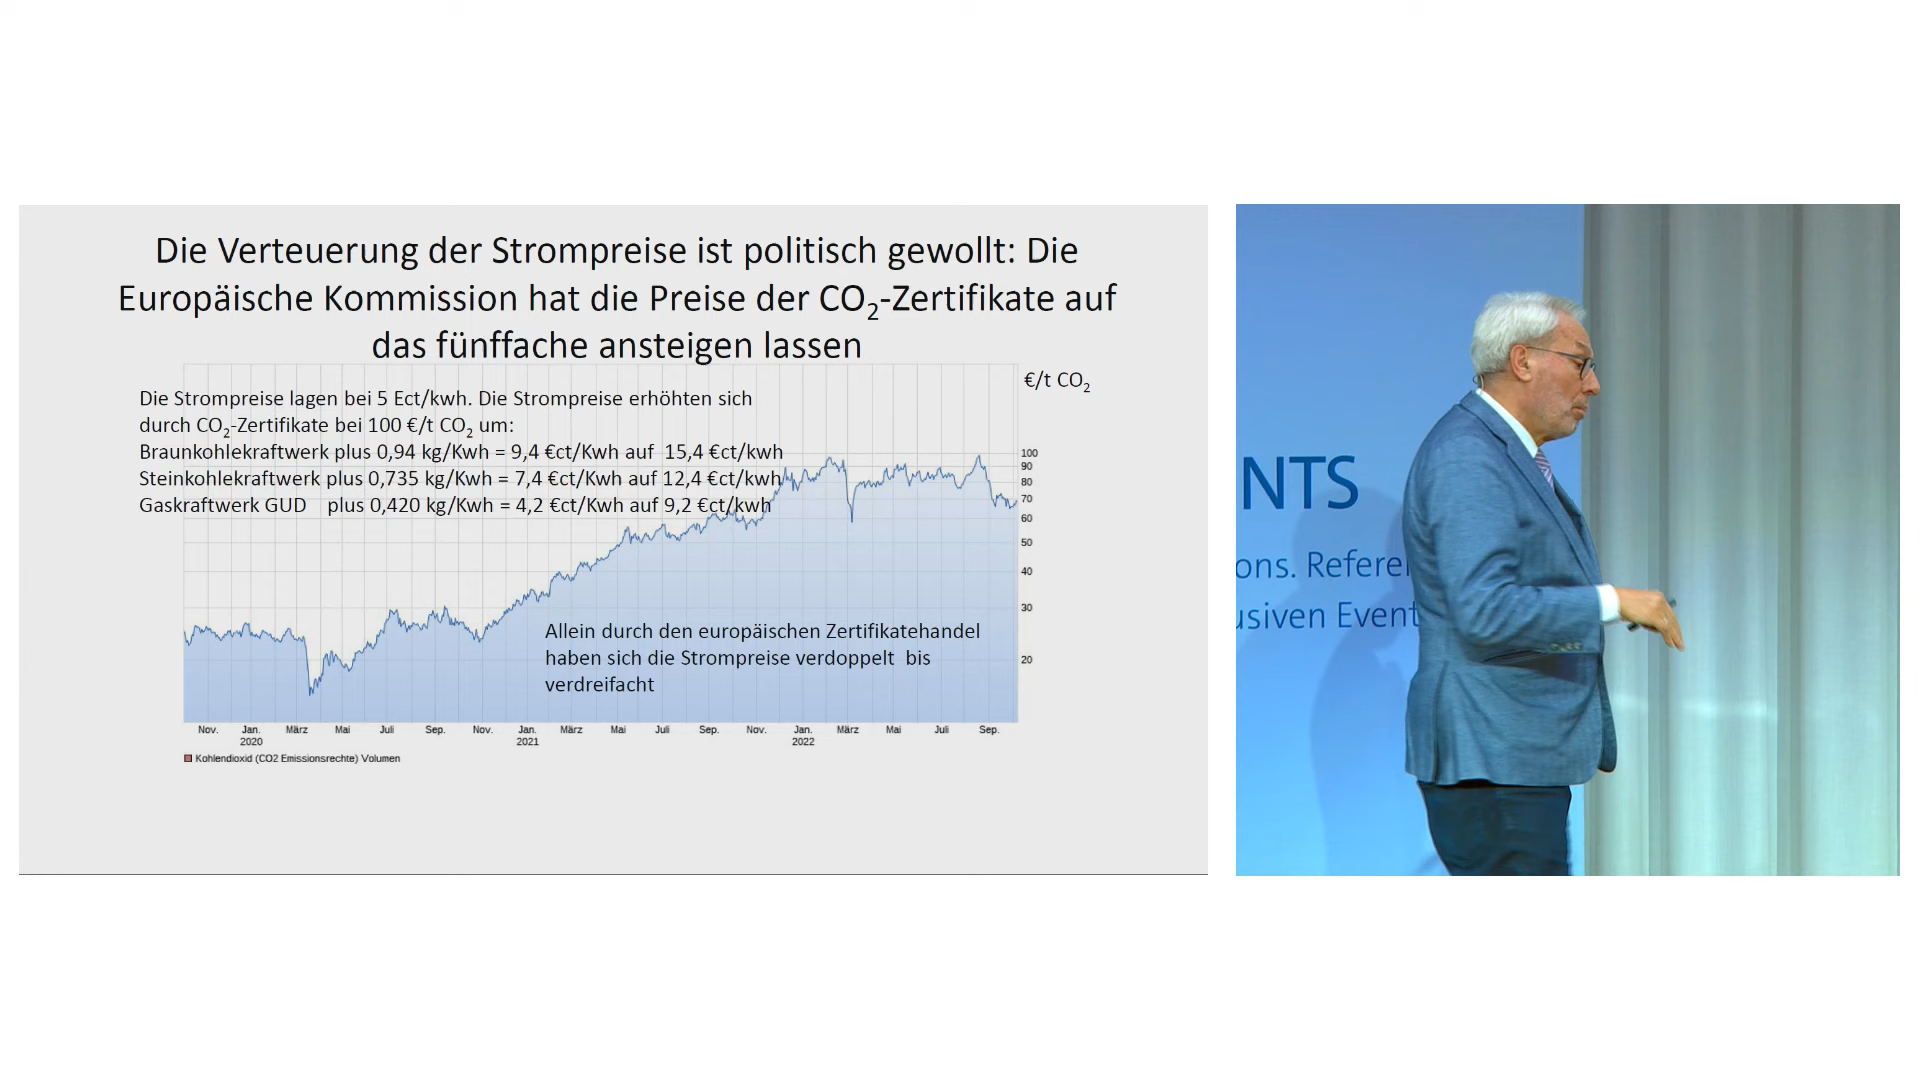 Die Verteuerung der Strompreise ist politisch gewollt: Die
Europäische Kommission hat die Preise der CO2-Zertifikate auf
das fünffache ansteigen lassen
€/t CO2
Die Strompreise lagen bei 5 Ect/kwh. Die Strompreise erhöhten sich
durch CO2-Zertifikate bei 100 €/t CO2 um:
Braunkohlekraftwerk plus 0,94 kg/Kwh = 9,4 €ct/Kwh auf 15,4 €ct/kwh
Steinkohlekraftwerk plus 0,735 kg/Kwh = 7,4 €ct/Kwh auf 12,4 €ct/kwh
Gaskraftwerk GUD plus 0,420 kg/Kwh = 4,2 €ct/Kwh auf 9,2 €ct/kwh
100
90
80
70
60
50
40
30
20
Allein durch den europäischen Zertifikatehandel
haben sich die Strompreise verdoppelt bis
verdreifacht
Nov. Jan. März Mai Juli Sep. Nov. Jan. März Mai Juli Sep. Nov. Jan. März Mai Juli Sep.
2020 2021 2022
Kohlendioxid (CO2 Emissionsrechte) Volumen
NTS
ons. Refere
usiven Event